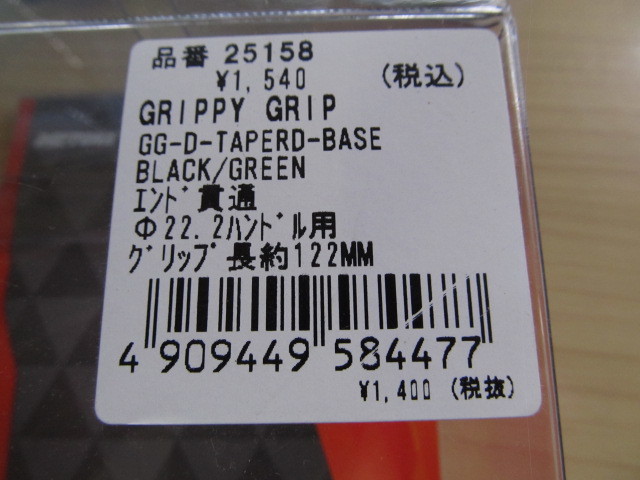 品番 25158
¥1,540 (税込)
GRIPPY GRIP
GG-D-TAPERD-BASE
BLACK/GREEN
ｴﾝﾄﾞ貫通
Φ22.2ﾊﾝﾄﾞﾙ用
ｸﾞﾘｯﾌﾟ長約122MM
4 909449 584477
¥1,400 (税抜)